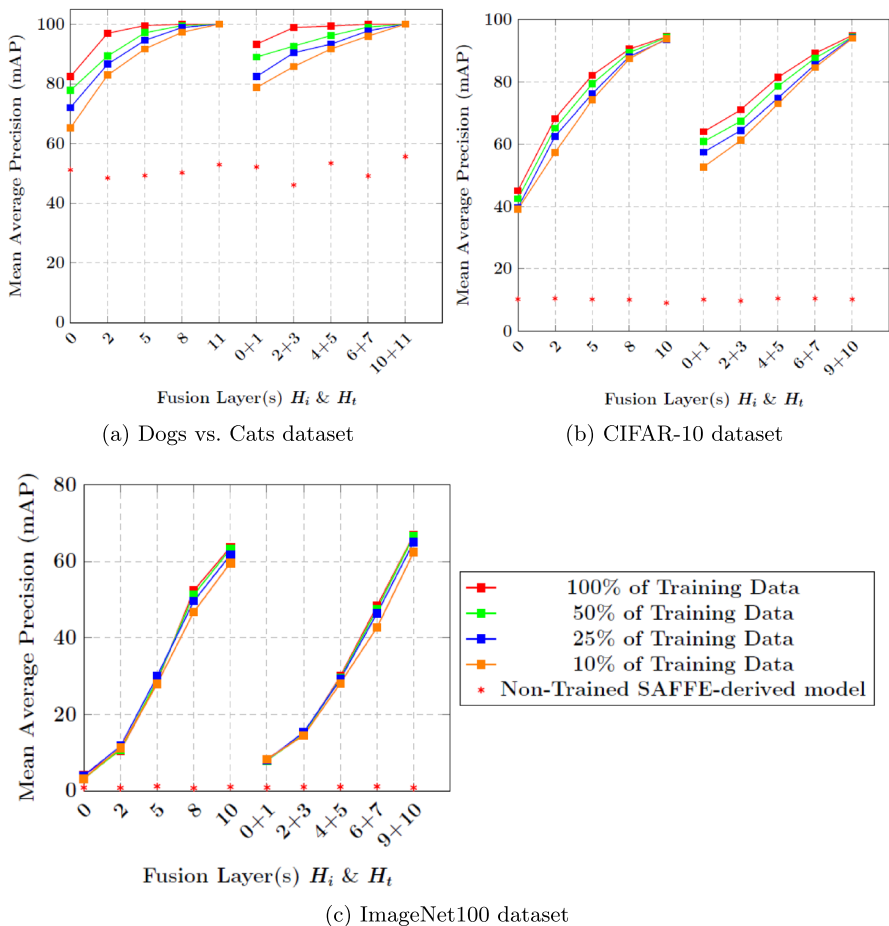 Mean Average Precision (mAP)
100
80
60
40
20
0
0 2 5 8 11 0+1 2+3 4+5 6+7 10+11
Fusion Layer(s) Hi & Ht
(a) Dogs vs. Cats dataset
Mean Average Precision (mAP)
100
80
60
40
20
0
0 2 5 8 10 0+1 2+3 4+5 6+7 9+10
Fusion Layer(s) Hi & Ht
(b) CIFAR-10 dataset
Mean Average Precision (mAP)
80
60
40
20
0
0 2 5 8 10 0+1 2+3 4+5 6+7 9+10
Fusion Layer(s) Hi & Ht
100% of Training Data
50% of Training Data
25% of Training Data
10% of Training Data
Non-Trained SAFFE-derived model
(c) ImageNet100 dataset